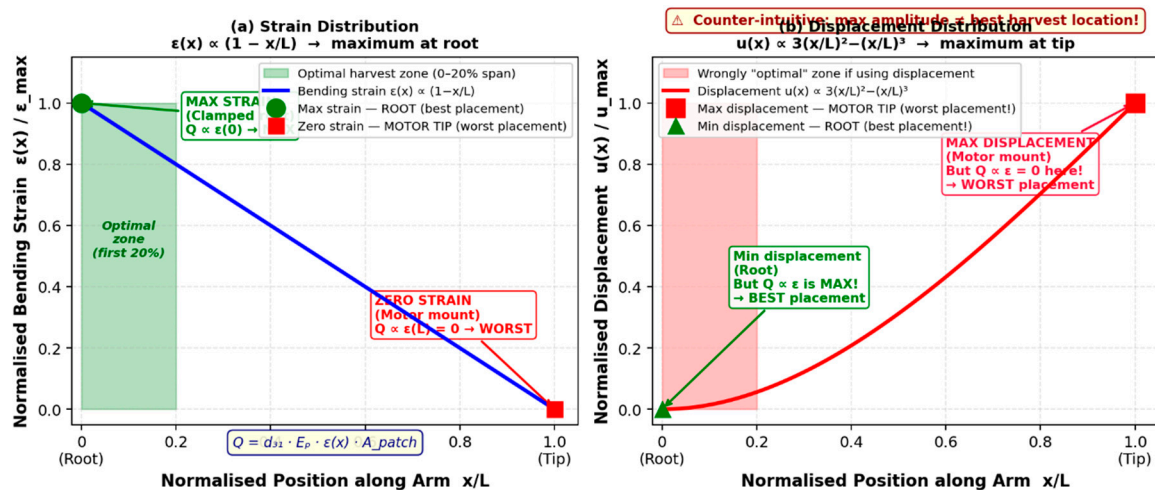 ⚠ Counter-intuitive: max amplitude ≠ best harvest location!
(a) Strain Distribution
ε(x) ∝ (1 − x/L) → maximum at root
Optimal harvest zone (0–20% span)
Bending strain ε(x) ∝ (1−x/L)
Max strain — ROOT (best placement)
Zero strain — MOTOR TIP (worst placement)
MAX STRA
(Clamped
Q ∝ ε(0) →
Optimal
zone
(first 20%)
ZERO STRAIN
(Motor mount)
Q ∝ ε(L) = 0 → WORST
Normalised Bending Strain ε(x) / ε_max
1.0
0.8
0.6
0.4
0.2
0.0
0
(Root)
0.2
0.8
1.0
(Tip)
Q = d₃₁ · Eₚ · ε(x) · A_patch
Normalised Position along Arm x/L
(b) Displacement Distribution
u(x) ∝ 3(x/L)²−(x/L)³ → maximum at tip
Wrongly "optimal" zone if using displacement
Displacement u(x) ∝ 3(x/L)²−(x/L)³
Max displacement — MOTOR TIP (worst placement!)
Min displacement — ROOT (best placement!)
MAX DISPLACEMENT
(Motor mount)
But Q ∝ ε = 0 here!
→ WORST placement
Min displacement
(Root)
But Q ∝ ε is MAX!
→ BEST placement
Normalised Displacement u(x) / u_max
1.0
0.8
0.6
0.4
0.2
0.0
0
(Root)
0.2
0.4
0.6
0.8
1.0
(Tip)
Normalised Position along Arm x/L